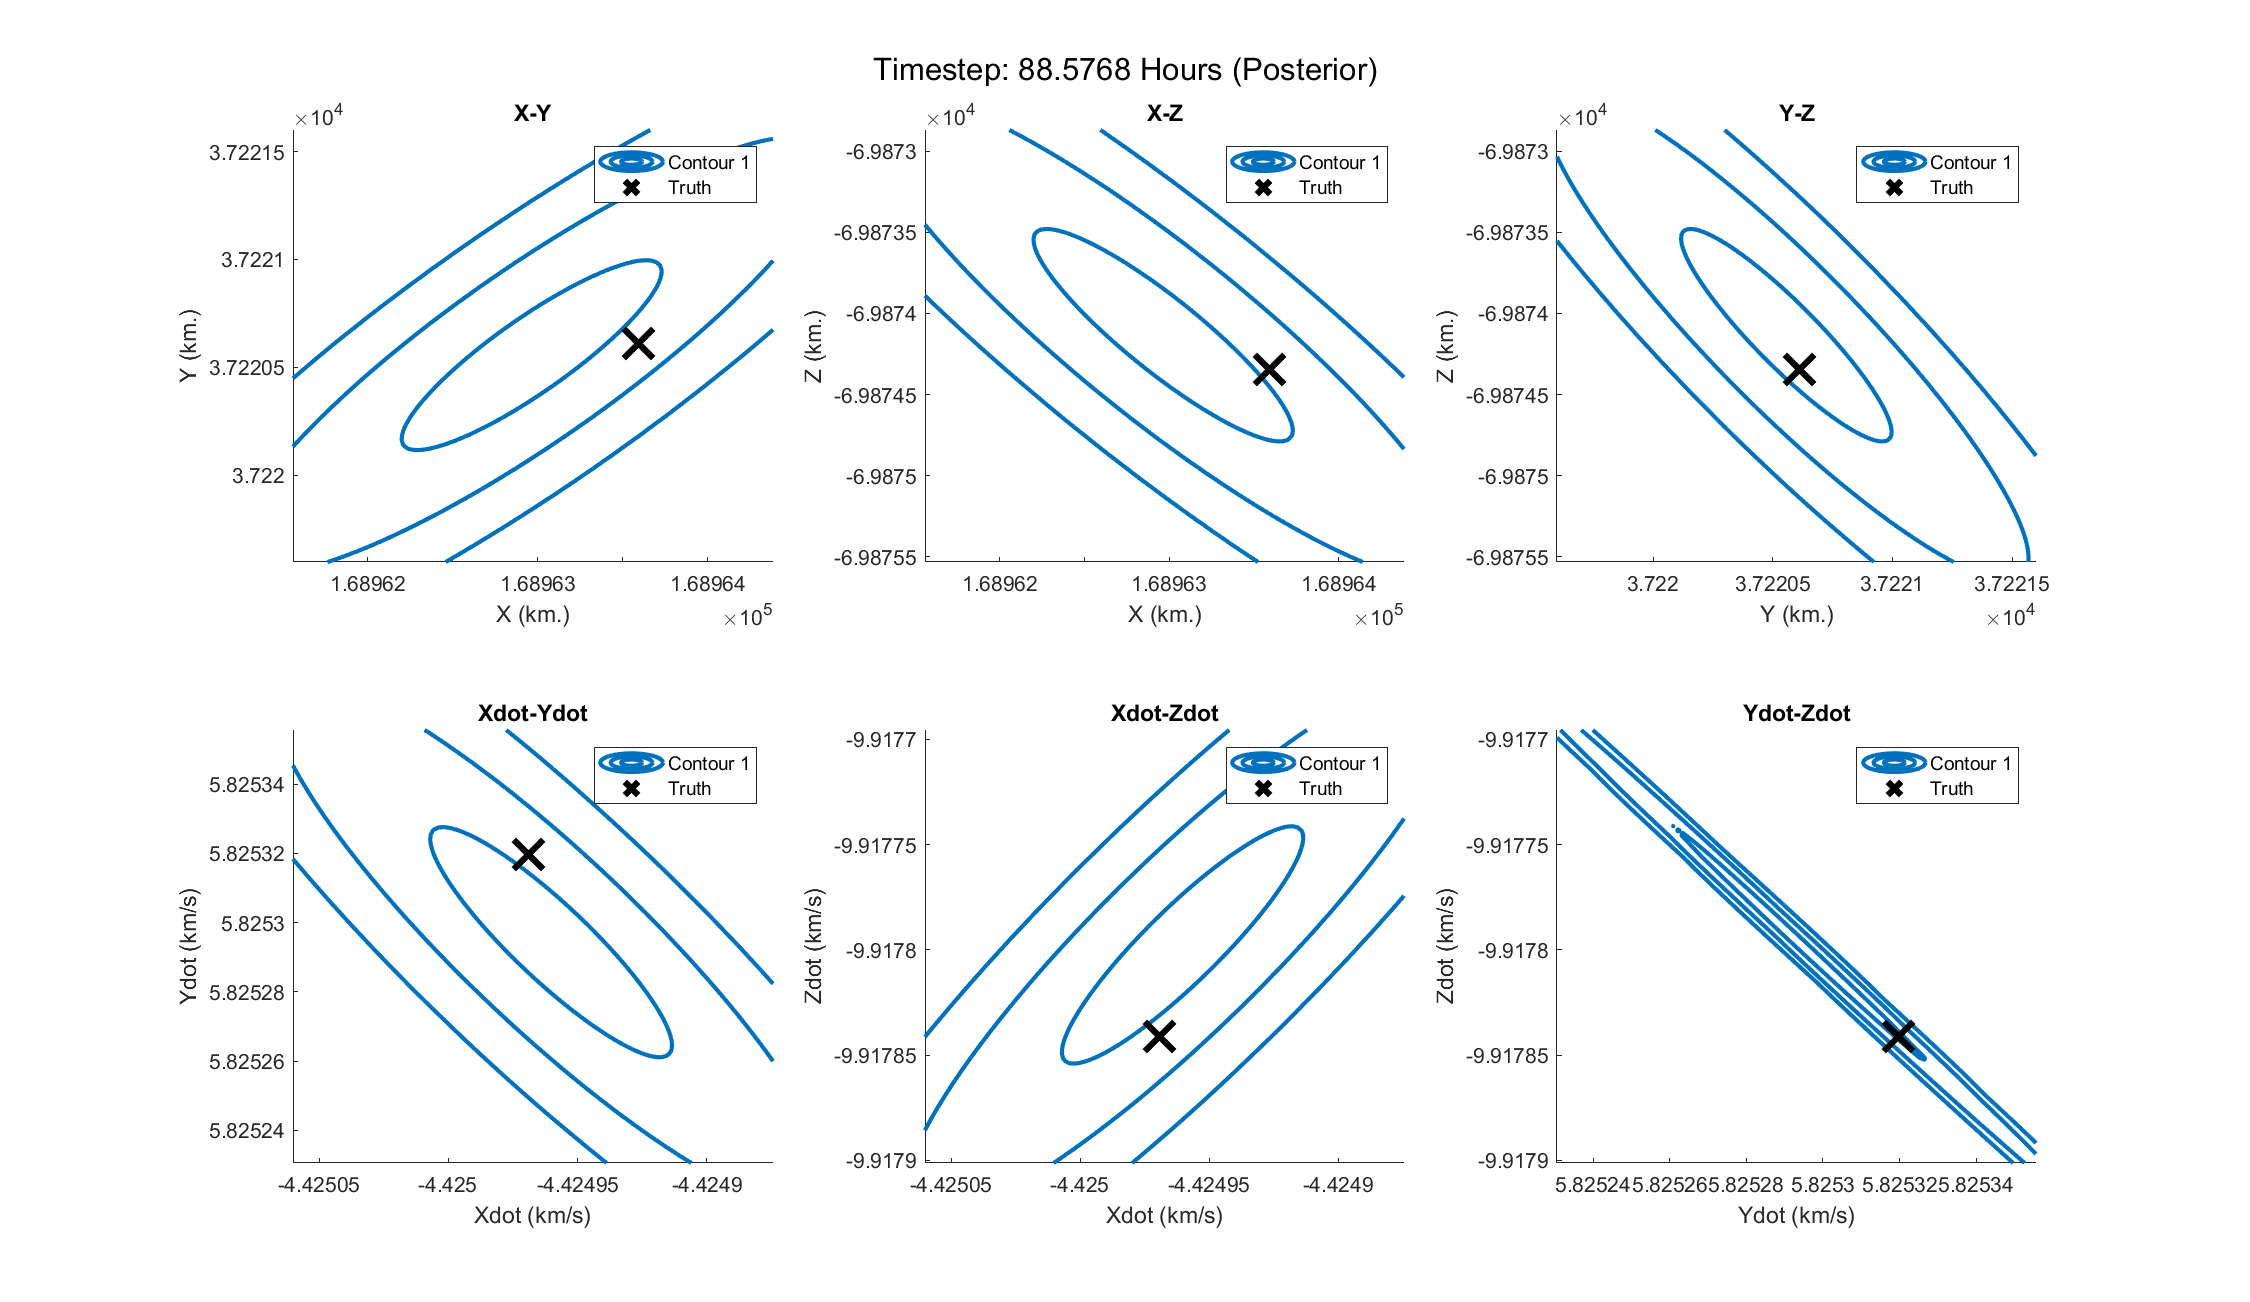 Timestep: 88.5768 Hours (Posterior)
X-Y
×10^4
3.72215
3.7221
3.72205
3.722
Y (km.)
Contour 1
Truth
1.68962 1.68963 1.68964
X (km.)
×10^5
X-Z
×10^4
-6.9873
-6.98735
-6.9874
-6.98745
-6.9875
-6.98755
Z (km.)
Contour 1
Truth
1.68962 1.68963 1.68964
X (km.)
×10^5
Y-Z
×10^4
-6.9873
-6.98735
-6.9874
-6.98745
-6.9875
-6.98755
Z (km.)
Contour 1
Truth
3.722 3.72205 3.7221 3.72215
Y (km.)
×10^4
Xdot-Ydot
5.82534
5.82532
5.8253
5.82528
5.82526
5.82524
Ydot (km/s)
Contour 1
Truth
-4.42505 -4.425 -4.42495 -4.4249
Xdot (km/s)
Xdot-Zdot
-9.9177
-9.91775
-9.9178
-9.91785
-9.9179
Zdot (km/s)
Contour 1
Truth
-4.42505 -4.425 -4.42495 -4.4249
Xdot (km/s)
Ydot-Zdot
-9.9177
-9.91775
-9.9178
-9.91785
-9.9179
Zdot (km/s)
Contour 1
Truth
5.82524 5.82526 5.82528 5.8253 5.82532 5.82534
Ydot (km/s)